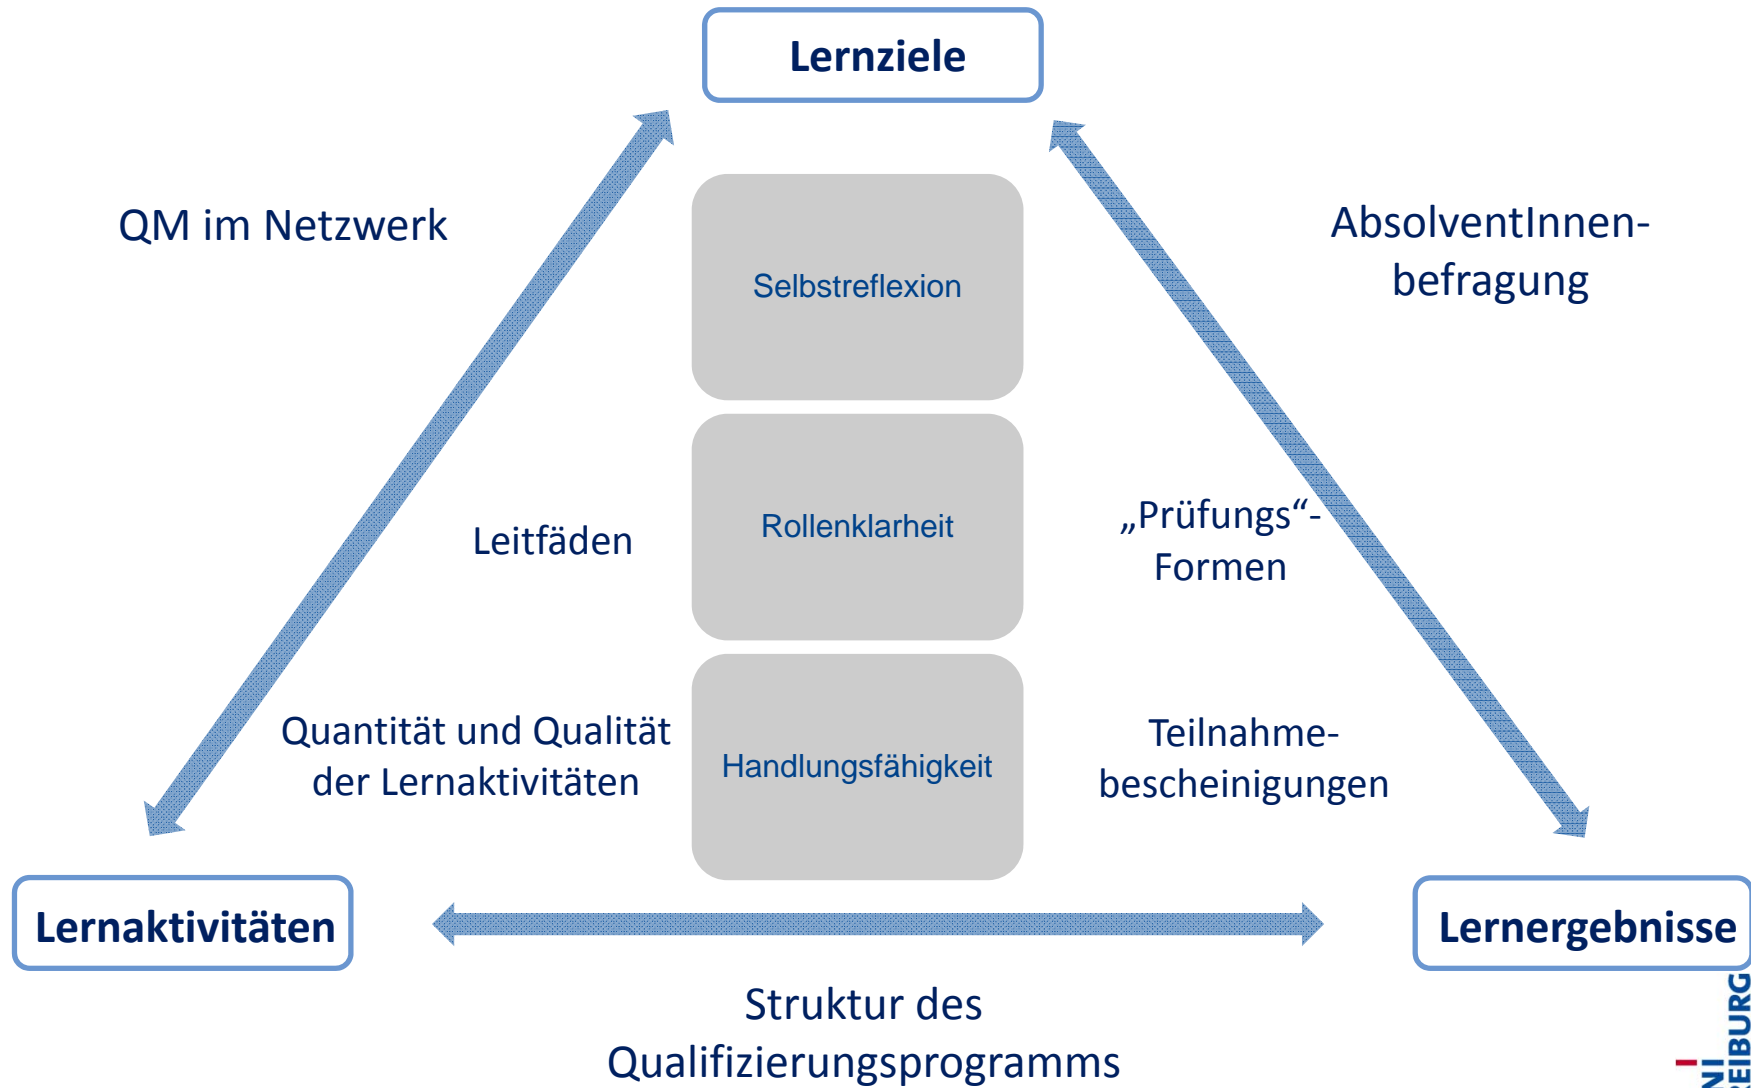 Lernziele
QM im Netzwerk
AbsolventInnen-
befragung
Selbstreflexion
Leitfäden
Rollenklarheit
„Prüfungs“-
Formen
Quantität und Qualität
der Lernaktivitäten
Handlungsfähigkeit
Teilnahme-
bescheinigungen
Lernaktivitäten
Lernergebnisse
Struktur des
Qualifizierungsprogramms